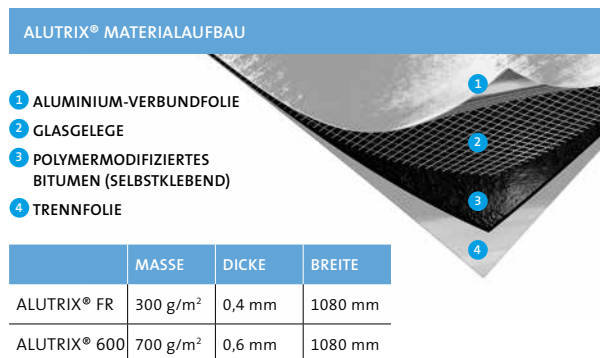 ALUTRIX® MATERIALAUFBAU
1 ALUMINIUM-VERBUNDFOLIE
2 GLASGELEGE
3 POLYMERMODIFIZIERTES
BITUMEN (SELBSTKLEBEND)
4 TRENNFOLIE
1
2
3
4
MASSE DICKE BREITE
ALUTRIX® FR 300 g/m² 0,4 mm 1080 mm
ALUTRIX® 600 700 g/m² 0,6 mm 1080 mm